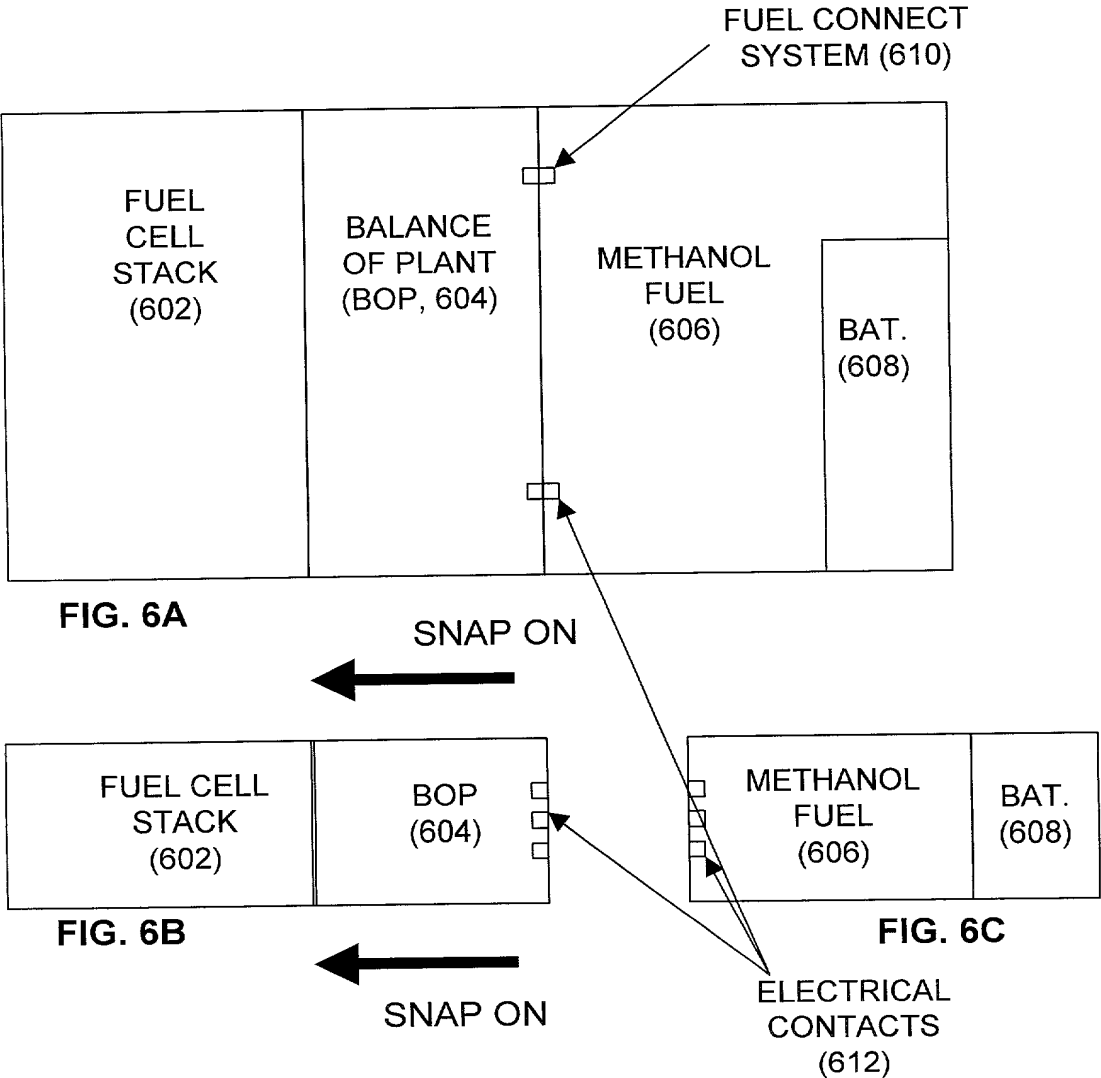 FUEL CONNECT
SYSTEM (610)
FUEL
CELL
STACK
(602)
BALANCE
OF PLANT
(BOP, 604)
METHANOL
FUEL
(606)
BAT.
(608)
FIG. 6A
SNAP ON
FUEL CELL
STACK
(602)
BOP
(604)
METHANOL
FUEL
(606)
BAT.
(608)
FIG. 6B
FIG. 6C
SNAP ON
ELECTRICAL
CONTACTS
(612)